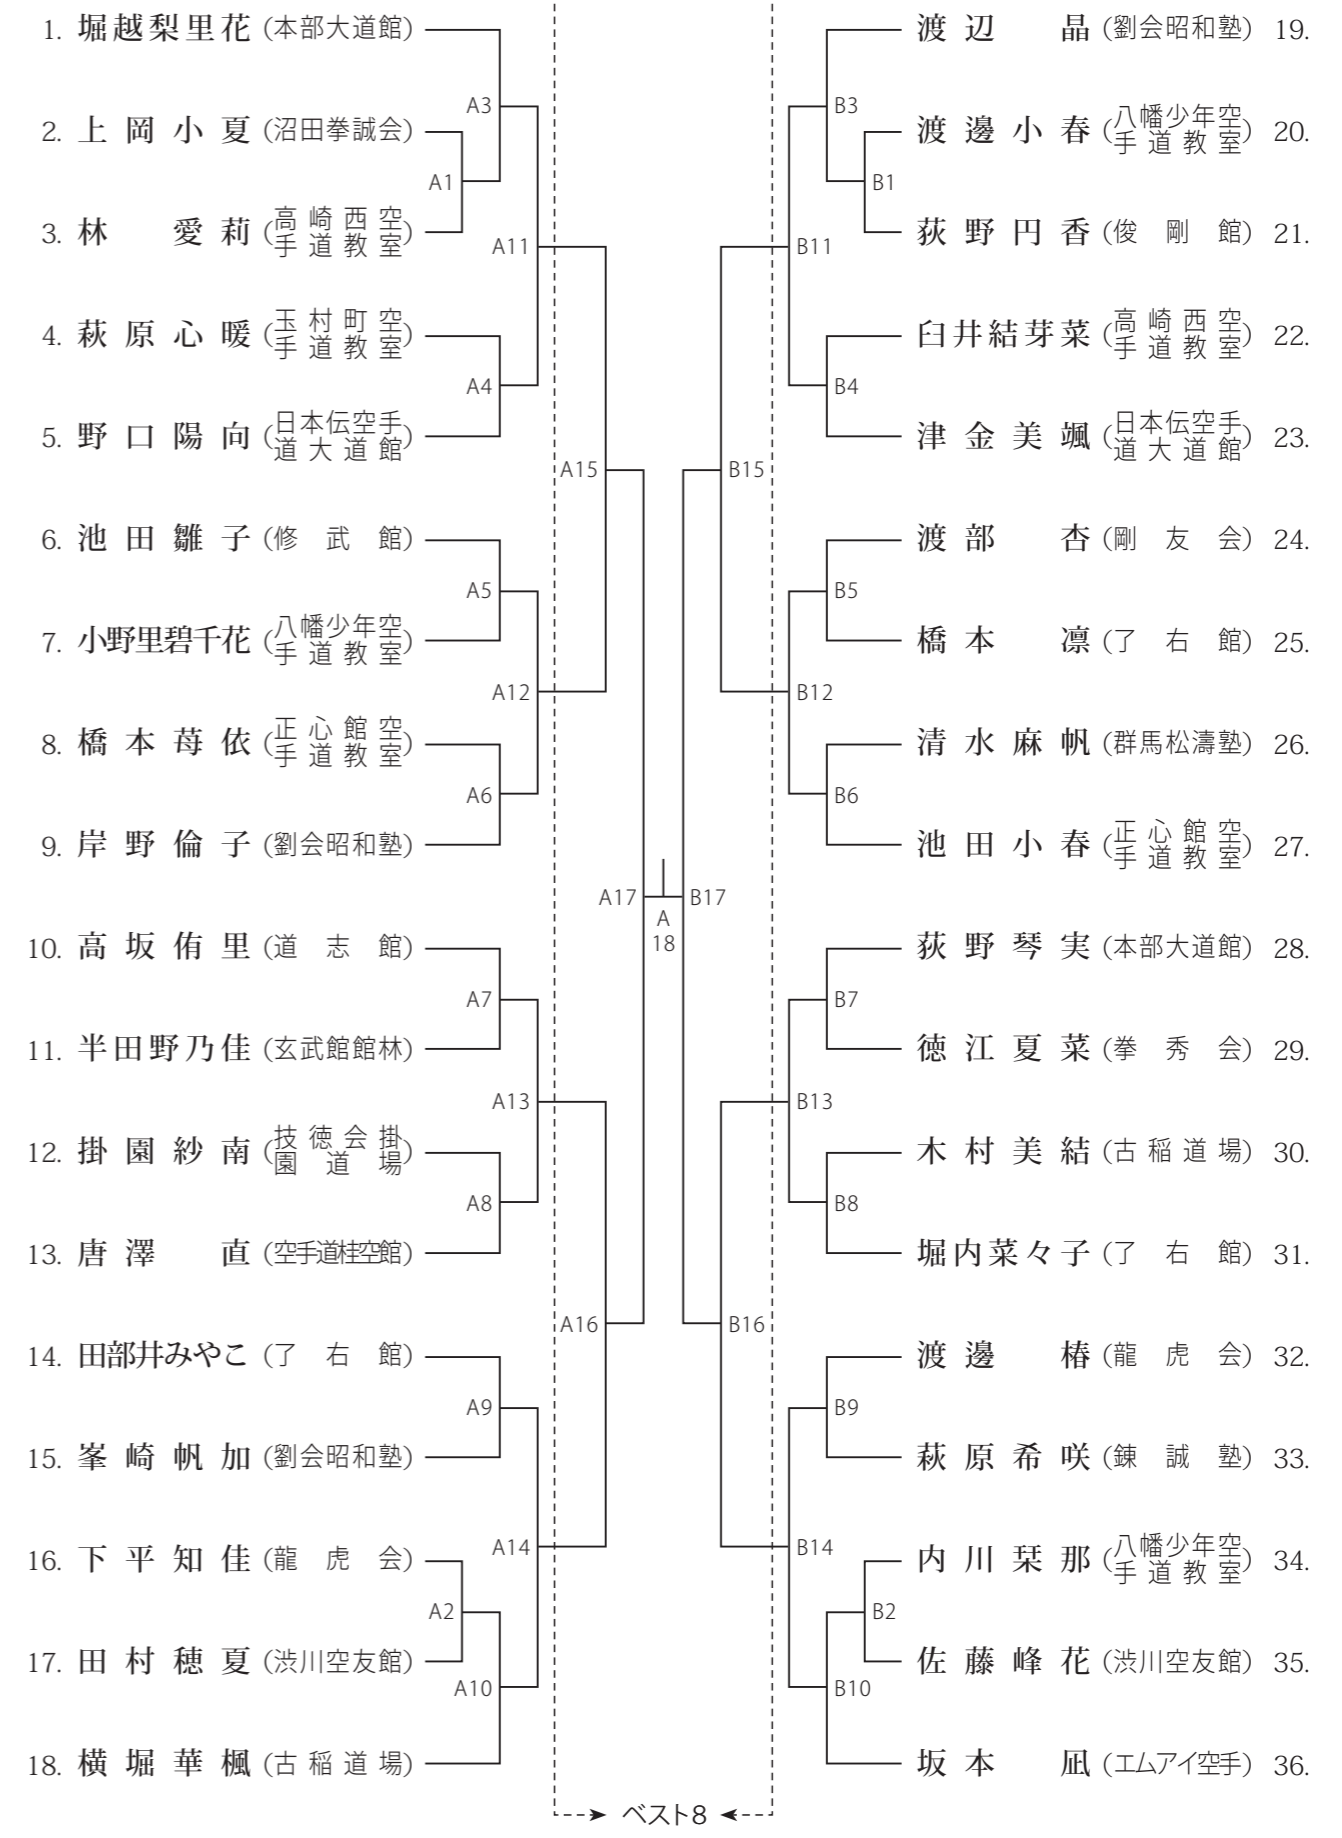 1. 堀越梨里花 (本部大道館)
2. 上岡小夏 (沼田拳誠会)
3. 林 愛莉 (高崎西空手道教室)
4. 萩原心暖 (玉村町空手道教室)
5. 野口陽向 (日本伝空手道大道館)
6. 池田雛子 (修武館)
7. 小野里碧千花 (八幡少年空手道教室)
8. 橋本苺依 (正心館空手道教室)
9. 岸野倫子 (劉会昭和塾)
10. 高坂侑里 (道志館)
11. 半田野乃佳 (玄武館館林)
12. 掛園紗南 (技徳会掛園道場)
13. 唐澤 直 (空手道桂空館)
14. 田部井みやこ (了右館)
15. 峯崎帆加 (劉会昭和塾)
16. 下平知佳 (龍虎会)
17. 田村穂夏 (渋川空友館)
18. 横堀華楓 (古稲道場)
A3
A1
A11
A4
A15
A5
A12
A6
A17
A7
A13
A8
A16
A9
A14
A2
A10
A
18
B3
B1
B11
B4
B15
B5
B12
B6
B17
B7
B13
B8
B16
B9
B14
B2
B10
渡辺 晶 (劉会昭和塾) 19.
渡邊小春 (八幡少年空手道教室) 20.
荻野円香 (俊剛館) 21.
臼井結芽菜 (高崎西空手道教室) 22.
津金美颯 (日本伝空手道大道館) 23.
渡部 杏 (剛友会) 24.
橋本 凛 (了右館) 25.
清水麻帆 (群馬松濤塾) 26.
池田小春 (正心館空手道教室) 27.
荻野琴実 (本部大道館) 28.
徳江夏菜 (拳秀会) 29.
木村美結 (古稲道場) 30.
堀内菜々子 (了右館) 31.
渡邊 椿 (龍虎会) 32.
萩原希咲 (錬誠塾) 33.
内川栞那 (八幡少年空手道教室) 34.
佐藤峰花 (渋川空友館) 35.
坂本 凪 (エムアイ空手) 36.
ベスト8